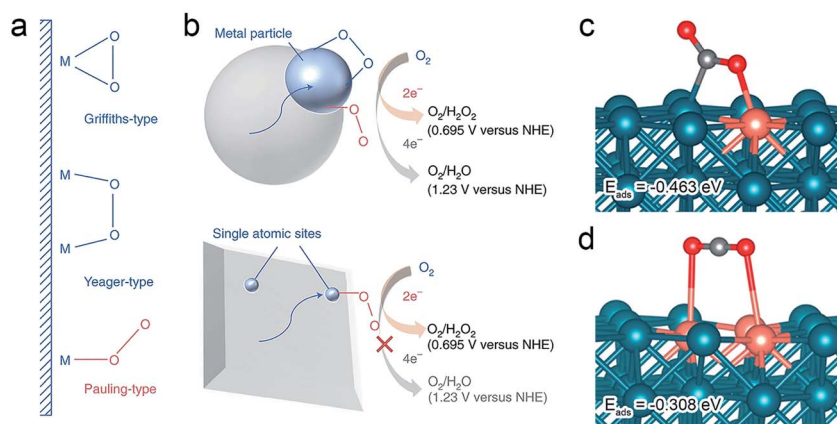 a
M
O
O
Griffiths-type
M
O
M
O
Yeager-type
O
M
O
Pauling-type
b
Metal particle
O
O
O₂
2e⁻
O₂/H₂O₂
(0.695 V versus NHE)
O
O
4e⁻
O₂/H₂O
(1.23 V versus NHE)
Single atomic sites
O₂
O
O
2e⁻
O₂/H₂O₂
(0.695 V versus NHE)
4e⁻
O₂/H₂O
(1.23 V versus NHE)
c
E_ads = -0.463 eV
d
E_ads = -0.308 eV